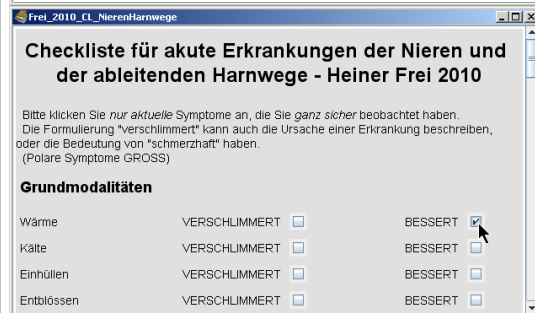 Frei_2010_CL_NierenHarnwege
Checkliste für akute Erkrankungen der Nieren und
der ableitenden Harnwege - Heiner Frei 2010
Bitte klicken Sie nur aktuelle Symptome an, die Sie ganz sicher beobachtet haben.
Die Formulierung "verschlimmert" kann auch die Ursache einer Erkrankung beschreiben,
oder die Bedeutung von "schmerzhaft" haben.
(Polare Symptome GROSS)
Grundmodalitäten
Wärme VERSCHLIMMERT BESSERT
Kälte VERSCHLIMMERT BESSERT
Einhüllen VERSCHLIMMERT BESSERT
Entblössen VERSCHLIMMERT BESSERT